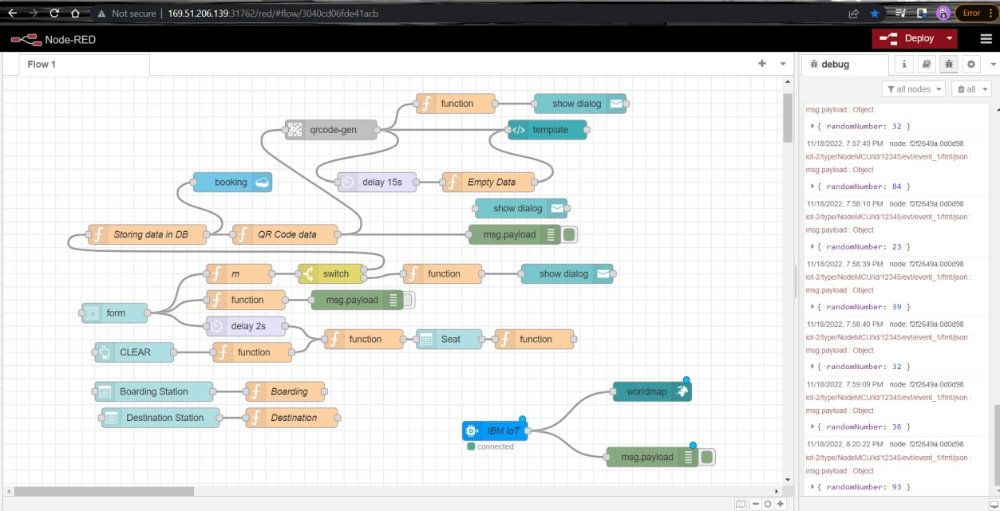 Not secure | 169.51.206.139:31762/red/#flow/3040cd06fde41acb
Error
Node-RED
Deploy
Flow 1
function
show dialog
qrcode-gen
template
booking
delay 15s
Empty Data
show dialog
Storing data in DB
QR Code data
msg.payload
m
switch
function
show dialog
function
msg.payload
form
delay 2s
function
Seat
function
CLEAR
function
Boarding Station
Boarding
worldmap
Destination Station
Destination
IBM IoT
connected
msg.payload
debug
i
all nodes
all
msg.payload : Object
{ randomNumber: 32 }
11/18/2022, 7:57:40 PM node: f2f2649a.0d0d98
iot-2/type/NodeMCU/id/12345/evt/event_1/fmt/json :
msg.payload : Object
{ randomNumber: 84 }
11/18/2022, 7:58:10 PM node: f2f2649a.0d0d98
iot-2/type/NodeMCU/id/12345/evt/event_1/fmt/json :
msg.payload : Object
{ randomNumber: 23 }
11/18/2022, 7:58:39 PM node: f2f2649a.0d0d98
iot-2/type/NodeMCU/id/12345/evt/event_1/fmt/json :
msg.payload : Object
{ randomNumber: 39 }
11/18/2022, 7:58:40 PM node: f2f2649a.0d0d98
iot-2/type/NodeMCU/id/12345/evt/event_1/fmt/json :
msg.payload : Object
{ randomNumber: 32 }
11/18/2022, 7:59:09 PM node: f2f2649a.0d0d98
iot-2/type/NodeMCU/id/12345/evt/event_1/fmt/json :
msg.payload : Object
{ randomNumber: 36 }
11/18/2022, 8:20:22 PM node: f2f2649a.0d0d98
iot-2/type/NodeMCU/id/12345/evt/event_1/fmt/json :
msg.payload : Object
{ randomNumber: 93 }